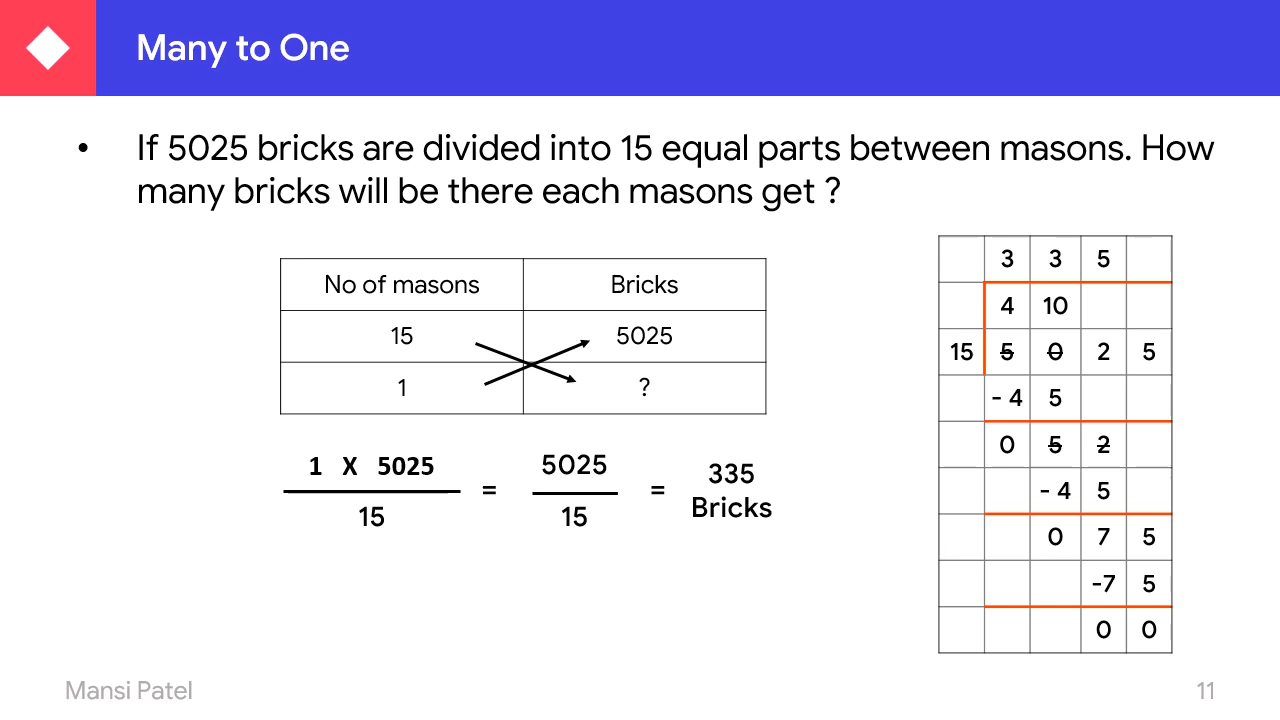 Many to One
• If 5025 bricks are divided into 15 equal parts between masons. How
many bricks will be there each masons get ?
No of masons Bricks
15 5025
1 ?
1 X 5025
15
=
5025
15
=
335
Bricks
3 3 5
4 10
15 5 0 2 5
- 4 5
0 5 2
- 4 5
0 7 5
-7 5
0 0
Mansi Patel
11